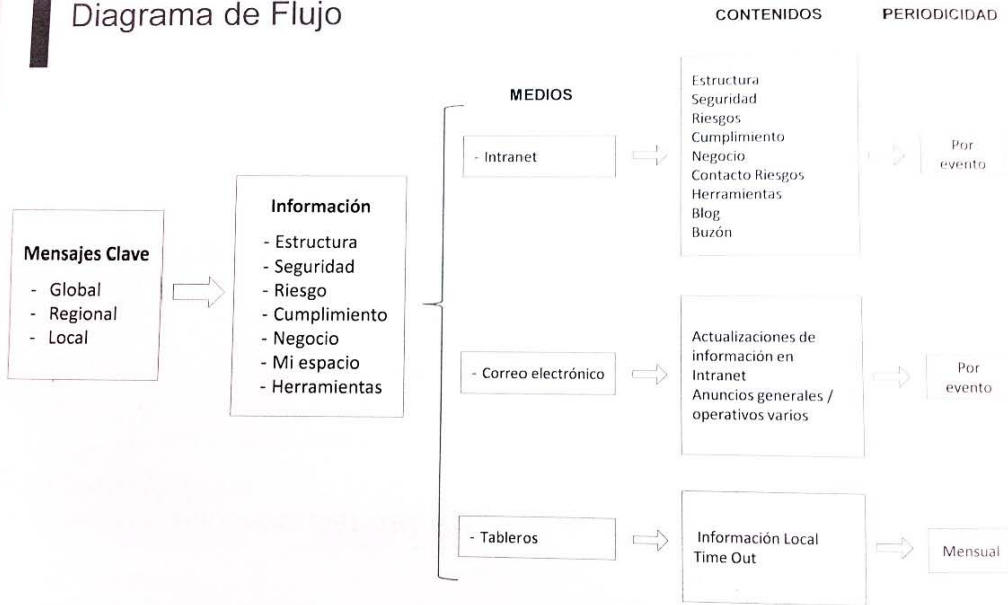 Diagrama de Flujo
CONTENIDOS
PERIODICIDAD
MEDIOS
Mensajes Clave
- Global
- Regional
- Local
Información
- Estructura
- Seguridad
- Riesgo
- Cumplimiento
- Negocio
- Mi espacio
- Herramientas
- Intranet
Estructura
Seguridad
Riesgos
Cumplimiento
Negocio
Contacto Riesgos
Herramientas
Blog
Buzón
Por
evento
- Correo electrónico
Actualizaciones de
información en
Intranet
Anuncios generales /
operativos varios
Por
evento
- Tableros
Información Local
Time Out
Mensual